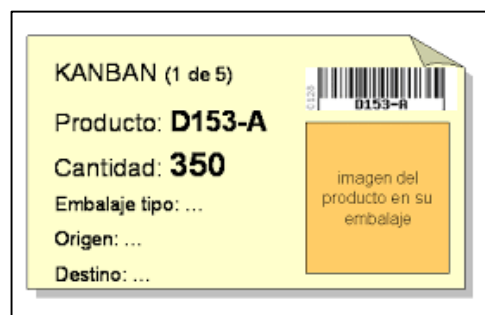 KANBAN (1 de 5)
C128
D153-A
Producto: D153-A
Cantidad: 350
Embalaje tipo: ...
Origen: ...
Destino: ...
imagen del
producto en su
embalaje